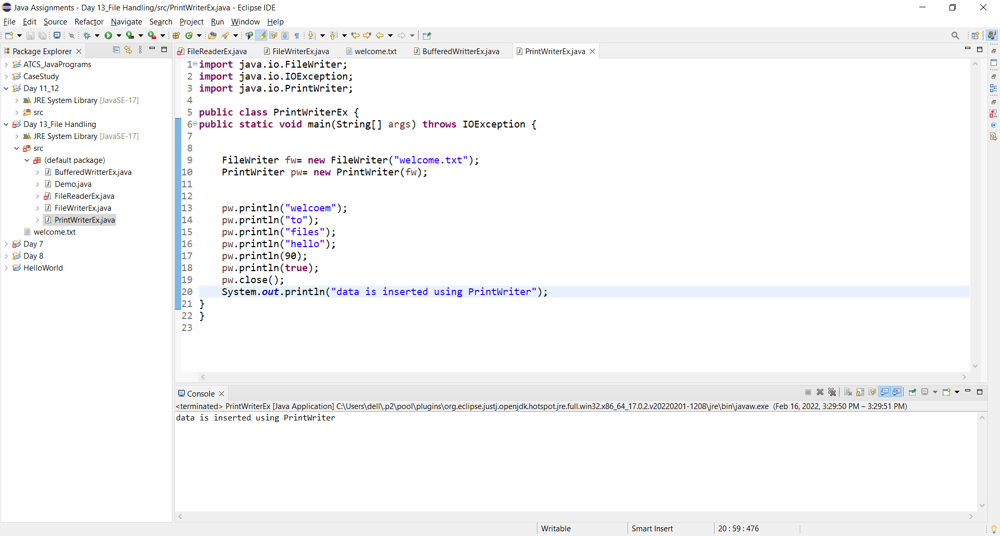 Java Assignments - Day 13_File Handling/src/PrintWriterEx.java - Eclipse IDE
File Edit Source Refactor Navigate Search Project Run Window Help
Package Explorer
ATCS_JavaPrograms
CaseStudy
Day 11_12
JRE System Library [JavaSE-17]
src
Day 13_File Handling
JRE System Library [JavaSE-17]
src
(default package)
BufferedWritterEx.java
Demo.java
FileReaderEx.java
FileWriterEx.java
PrintWriterEx.java
welcome.txt
Day 7
Day 8
HelloWorld
FileReaderEx.java FileWriterEx.java welcome.txt BufferedWritterEx.java PrintWriterEx.java
1 import java.io.FileWriter;
2 import java.io.IOException;
3 import java.io.PrintWriter;
4
5 public class PrintWriterEx {
6 public static void main(String[] args) throws IOException {
7
8
9 FileWriter fw= new FileWriter("welcome.txt");
10 PrintWriter pw= new PrintWriter(fw);
11
12
13 pw.println("welcoem");
14 pw.println("to");
15 pw.println("files");
16 pw.println("hello");
17 pw.println(90);
18 pw.println(true);
19 pw.close();
20 System.out.println("data is inserted using PrintWriter");
21 }
22 }
23
Console
<terminated> PrintWriterEx [Java Application] C:\Users\dell\.p2\pool\plugins\org.eclipse.justj.openjdk.hotspot.jre.full.win32.x86_64_17.0.2.v20220201-1208\jre\bin\javaw.exe (Feb 16, 2022, 3:29:50 PM – 3:29:51 PM)
data is inserted using PrintWriter
Writable Smart Insert 20 : 59 : 476